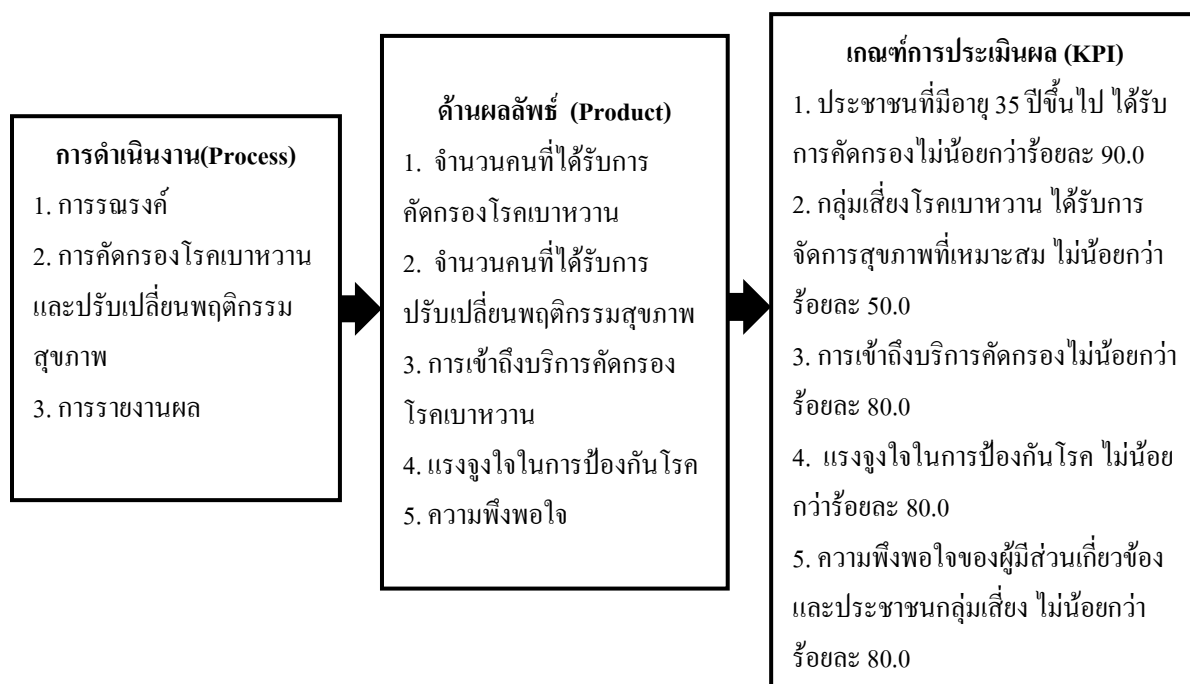 การดำเนินงาน(Process)
1. การรณรงค์
2. การคัดกรองโรคเบาหวาน
และปรับเปลี่ยนพฤติกรรม
สุขภาพ
3. การรายงานผล
ด้านผลลัพธ์ (Product)
1. จำนวนคนที่ได้รับการ
คัดกรองโรคเบาหวาน
2. จำนวนคนที่ได้รับการ
ปรับเปลี่ยนพฤติกรรมสุขภาพ
3. การเข้าถึงบริการคัดกรอง
โรคเบาหวาน
4. แรงจูงใจในการป้องกันโรค
5. ความพึงพอใจ
เกณฑ์การประเมินผล (KPI)
1. ประชาชนที่มีอายุ 35 ปีขึ้นไป ได้รับ
การคัดกรองไม่น้อยกว่าร้อยละ 90.0
2. กลุ่มเสี่ยงโรคเบาหวาน ได้รับการ
จัดการสุขภาพที่เหมาะสม ไม่น้อยกว่า
ร้อยละ 50.0
3. การเข้าถึงบริการคัดกรองไม่น้อยกว่า
ร้อยละ 80.0
4. แรงจูงใจในการป้องกันโรค ไม่น้อย
กว่าร้อยละ 80.0
5. ความพึงพอใจของผู้มีส่วนเกี่ยวข้อง
และประชาชนกลุ่มเสี่ยง ไม่น้อยกว่า
ร้อยละ 80.0